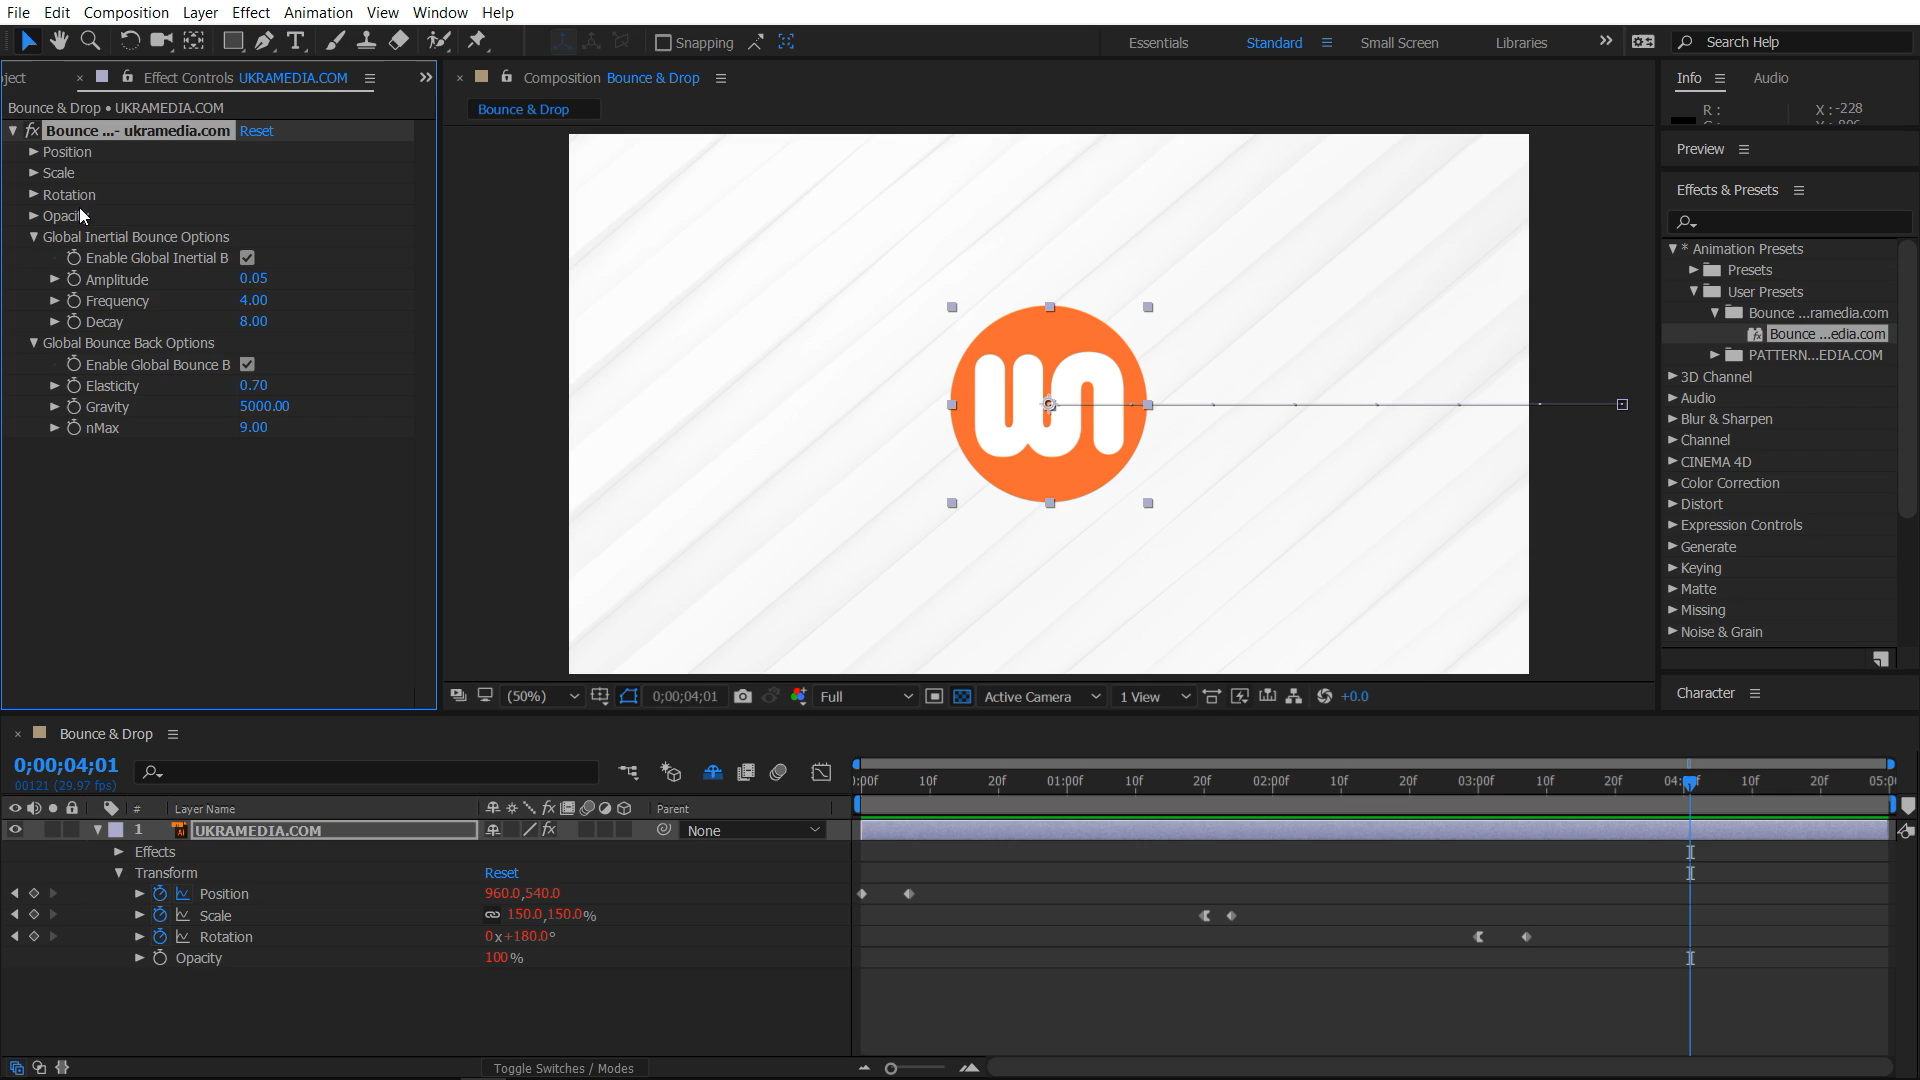 File Edit Composition Layer Effect Animation View Window Help
Snapping
Essentials Standard Small Screen Libraries Search Help
ject Effect Controls UKRAMEDIA.COM
Composition Bounce & Drop
Info Audio
Bounce & Drop • UKRAMEDIA.COM
Bounce & Drop
R : X : -228
fx Bounce ...- ukramedia.com Reset
Position
Scale
Rotation
Opacity
Global Inertial Bounce Options
Enable Global Inertial B
Amplitude 0.05
Frequency 4.00
Decay 8.00
Global Bounce Back Options
Enable Global Bounce B
Elasticity 0.70
Gravity 5000.00
nMax 9.00
Preview
Effects & Presets
* Animation Presets
Presets
User Presets
Bounce ...ramedia.com
Bounce ...edia.com
PATTERN...EDIA.COM
3D Channel
Audio
Blur & Sharpen
Channel
CINEMA 4D
Color Correction
Distort
Expression Controls
Generate
Keying
Matte
Missing
Noise & Grain
Character
(50%) 0;00;04;01 Full Active Camera 1 View +0.0
Bounce & Drop
0;00;04;01
00121 (29.97 fps)
:00f 10f 20f 01:00f 10f 20f 02:00f 10f 20f 03:00f 10f 20f 10f 20f 05:0
# Layer Name fx Parent
1 Ai UKRAMEDIA.COM fx None
Effects
Transform Reset
Position 960.0,540.0
Scale 150.0,150.0%
Rotation 0x+180.0°
Opacity 100%
Toggle Switches / Modes